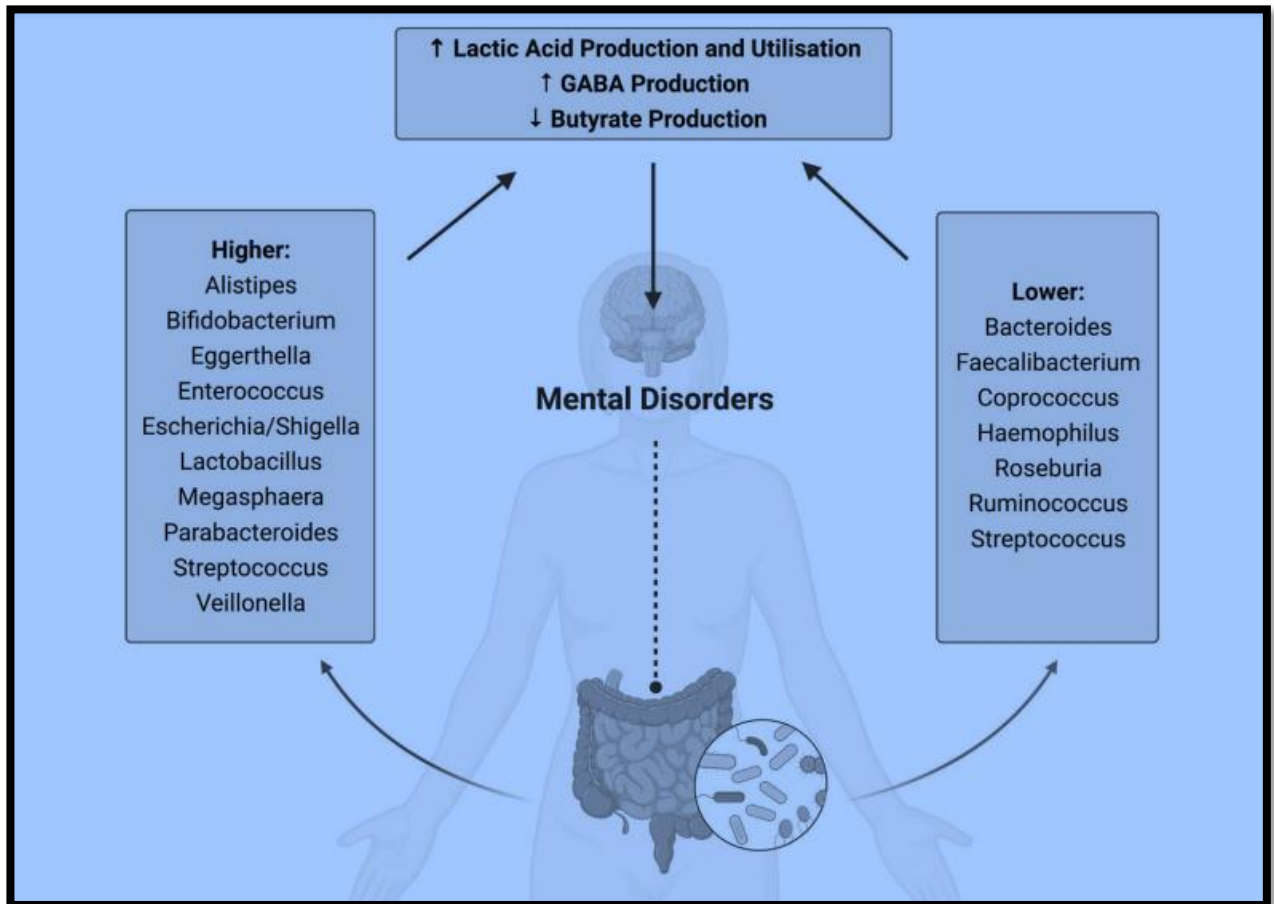 ↑ Lactic Acid Production and Utilisation
↑ GABA Production
↓ Butyrate Production
Higher:
Alistipes
Bifidobacterium
Eggerthella
Enterococcus
Escherichia/Shigella
Lactobacillus
Megasphaera
Parabacteroides
Streptococcus
Veillonella
Mental Disorders
Lower:
Bacteroides
Faecalibacterium
Coprococcus
Haemophilus
Roseburia
Ruminococcus
Streptococcus